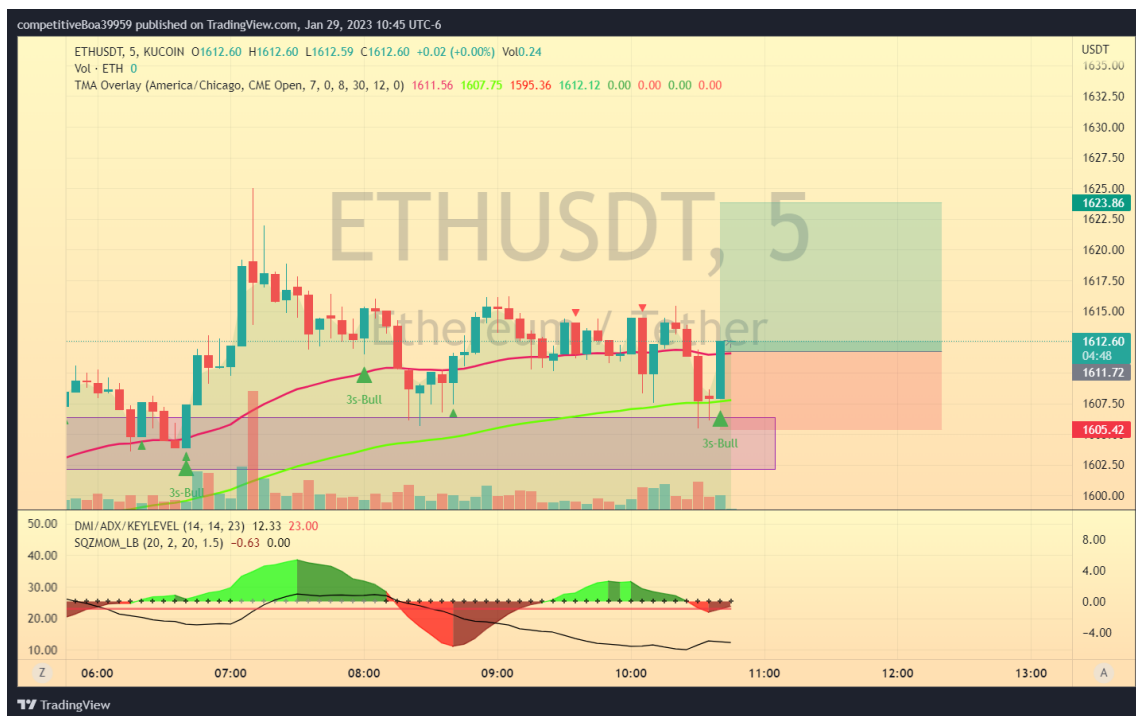 competitiveBoa39959 published on TradingView.com, Jan 29, 2023 10:45 UTC-6
ETHUSDT, 5, KUCOIN O1612.60 H1612.60 L1612.59 C1612.60 +0.02 (+0.00%) Vol0.24
Vol · ETH 0
TMA Overlay (America/Chicago, CME Open, 7, 0, 8, 30, 12, 0) 1611.56 1607.75 1595.36 1612.12 0.00 0.00 0.00 0.00
USDT
1635.00
1632.50
1630.00
1627.50
1625.00
1623.86
1622.50
1620.00
1617.50
1615.00
1612.60
04:48
1611.72
1607.50
1605.42
1602.50
1600.00
ETHUSDT, 5
Ethereum / Tether
3s-Bull
3s-Bull
3s-Bull
DMI/ADX/KEYLEVEL (14, 14, 23) 12.33 23.00
SQZMOM_LB (20, 2, 20, 1.5) −0.63 0.00
50.00
40.00
30.00
20.00
10.00
8.00
4.00
0.00
−4.00
Z 06:00 07:00 08:00 09:00 10:00 11:00 12:00 13:00 A
TradingView